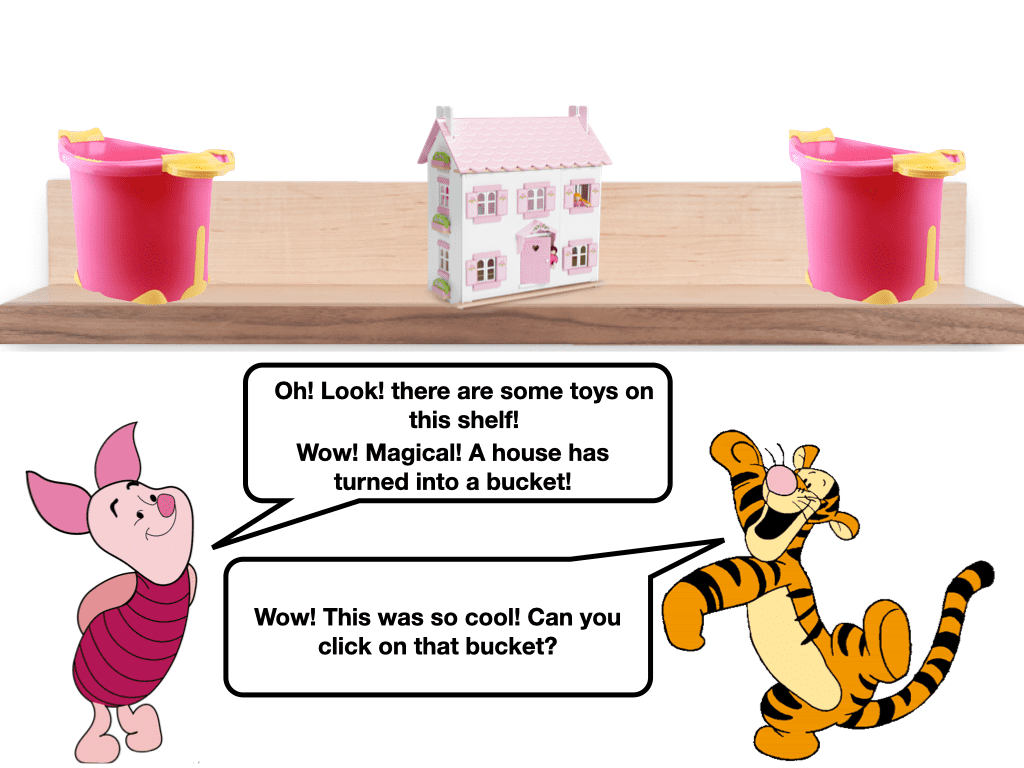 Oh! Look! there are some toys on
this shelf!
Wow! Magical! A house has
turned into a bucket!
Wow! This was so cool! Can you
click on that bucket?